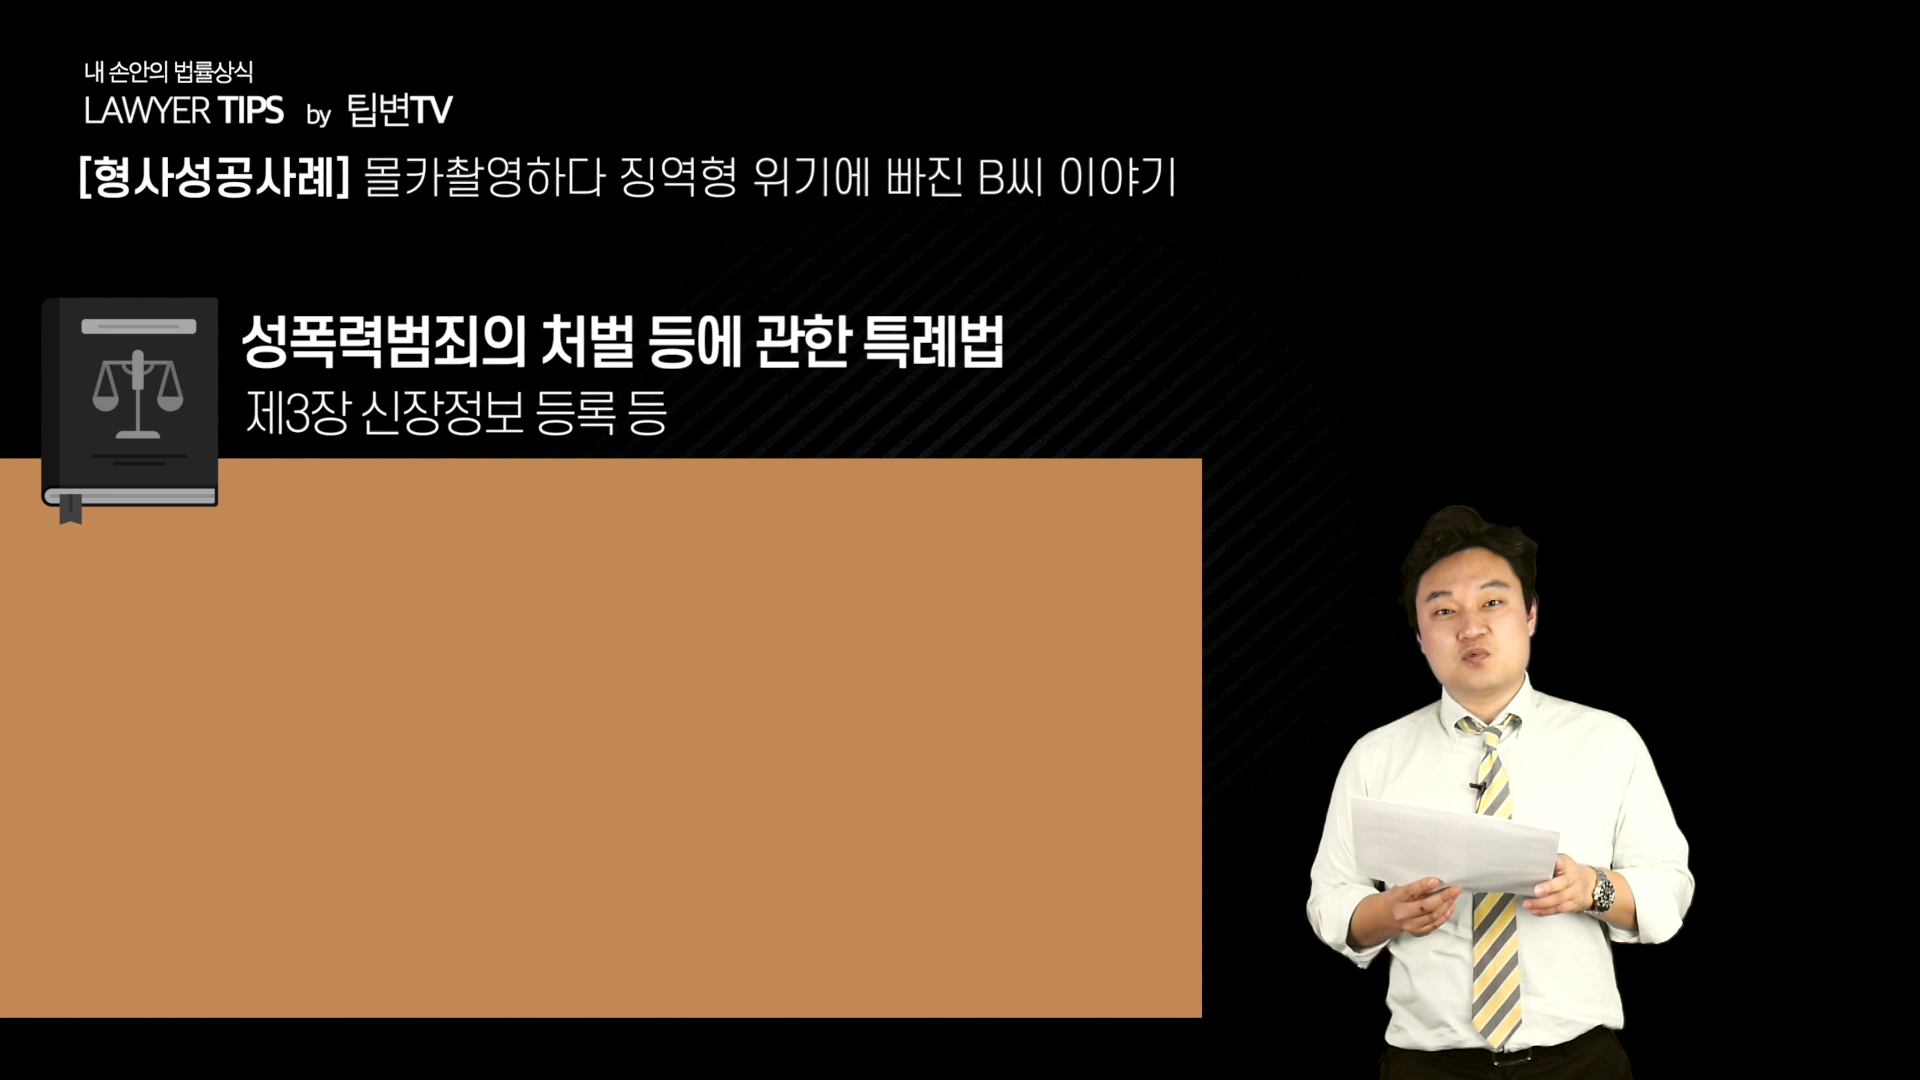 내 손안의 법률상식
LAWYER TIPS by 팁변TV
[형사성공사례] 몰카촬영하다 징역형 위기에 빠진 B씨 이야기
성폭력범죄의 처벌 등에 관한 특례법
제3장 신장정보 등록 등